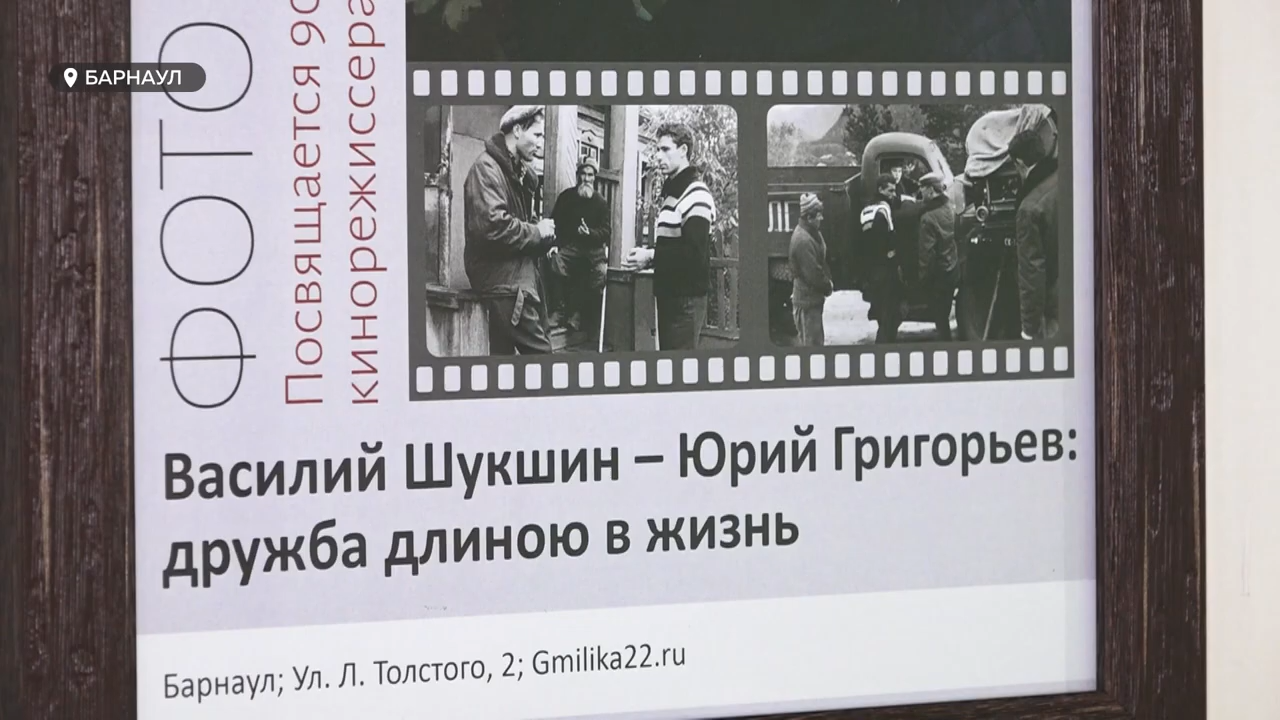 БАРНАУЛ
ФОТО
Посвящается 90
кинорежиссера
Василий Шукшин – Юрий Григорьев:
дружба длиною в жизнь
Барнаул; Ул. Л. Толстого, 2; Gmilika22.ru